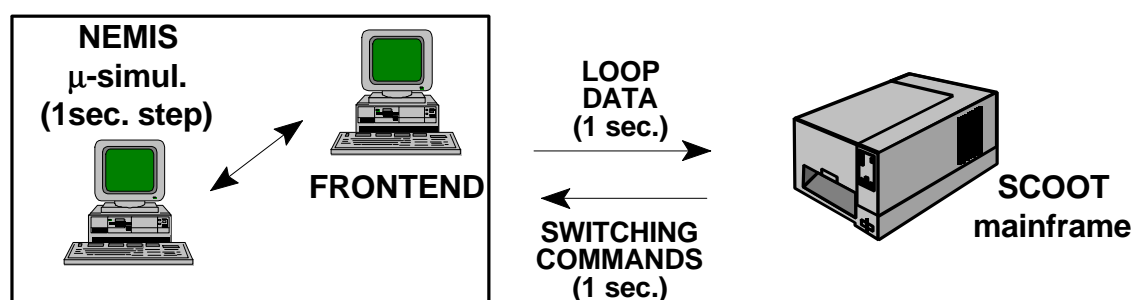 NEMIS
μ-simul.
(1sec. step)
FRONTEND
LOOP
DATA
(1 sec.)
SWITCHING
COMMANDS
(1 sec.)
SCOOT
mainframe